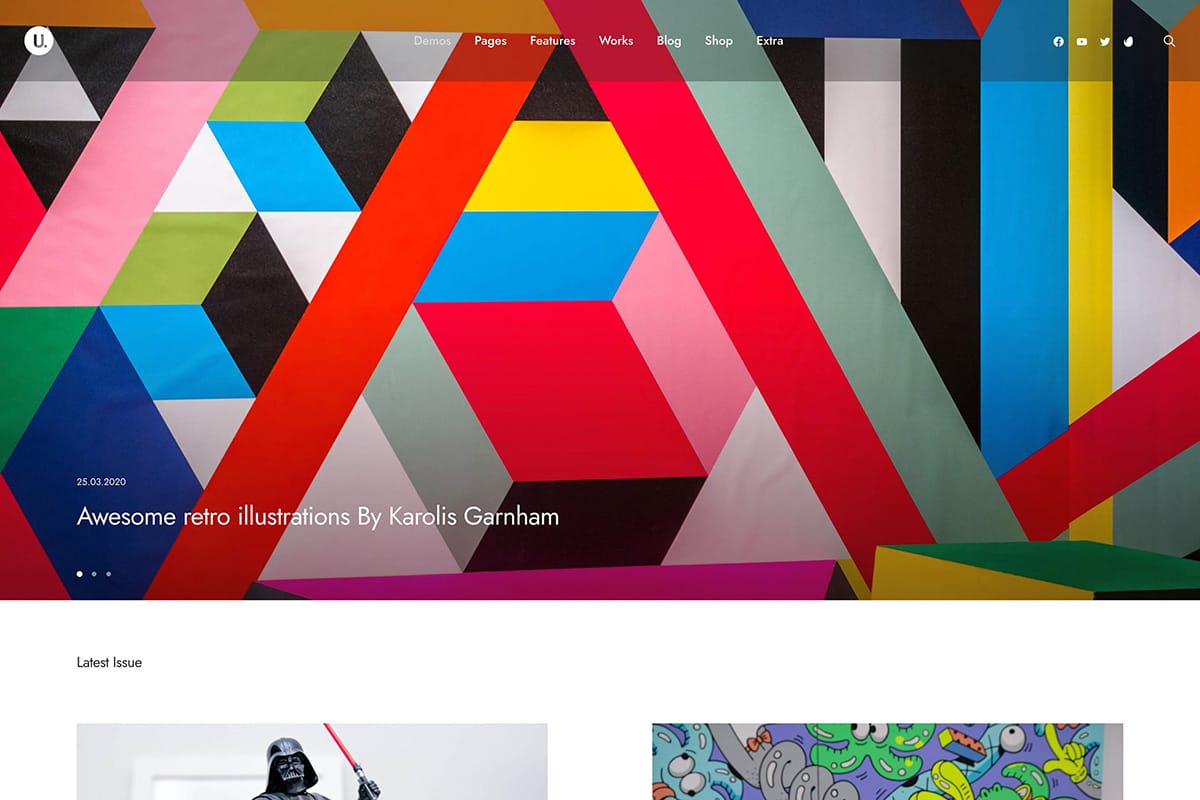 U.
Demos Pages Features Works Blog Shop Extra
25.03.2020
Awesome retro illustrations By Karolis Garnham
Latest Issue